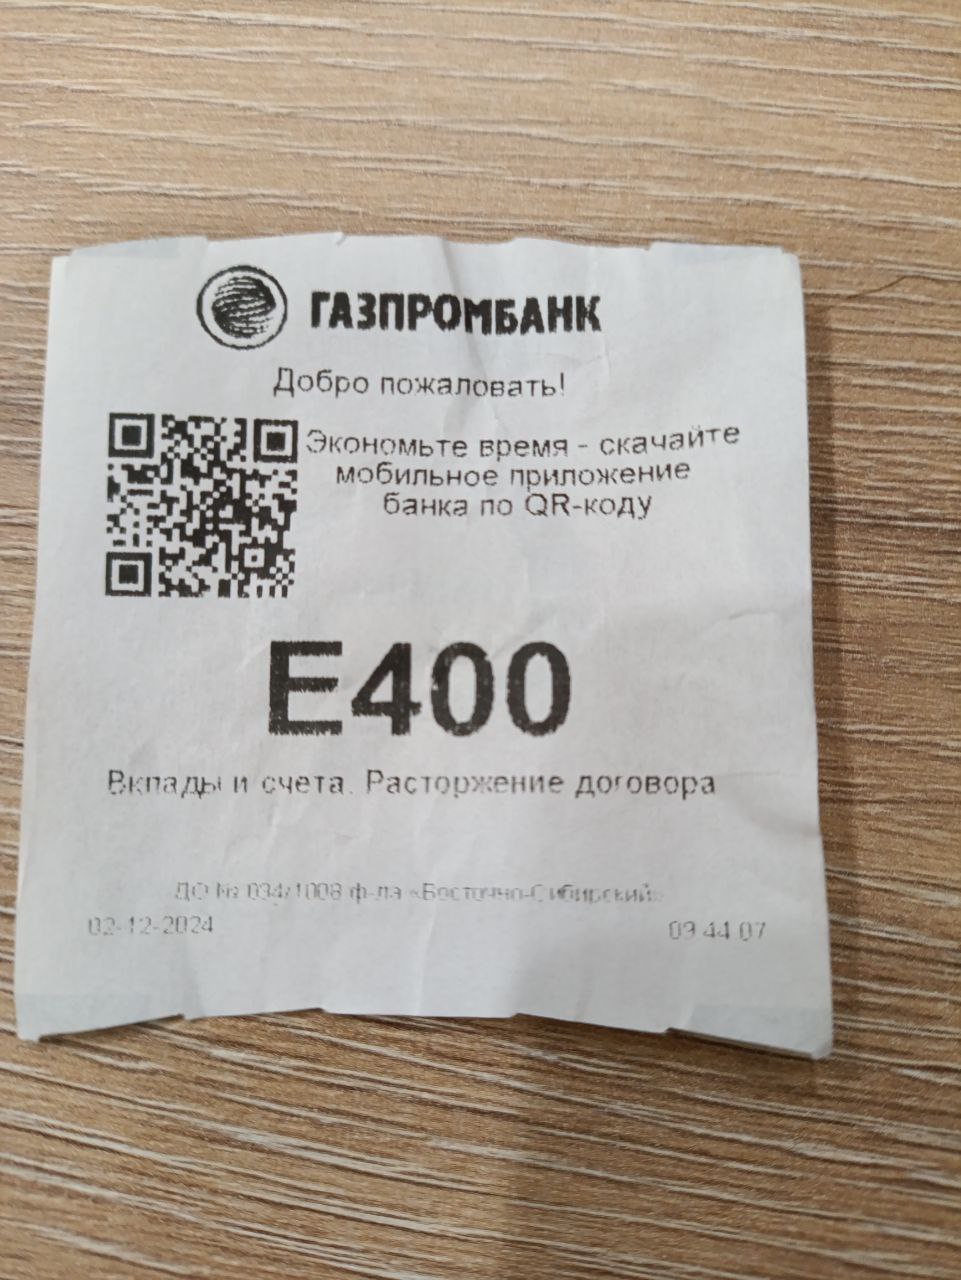 ГАЗПРОМБАНК
Добро пожаловать!
Экономьте время - скачайте
мобильное приложение
банка по QR-коду
E400
Вклады и счета. Расторжение договора
ДО № 034/1008 ф-ла «Восточно-Сибирский»
02-12-2024
09:44:07